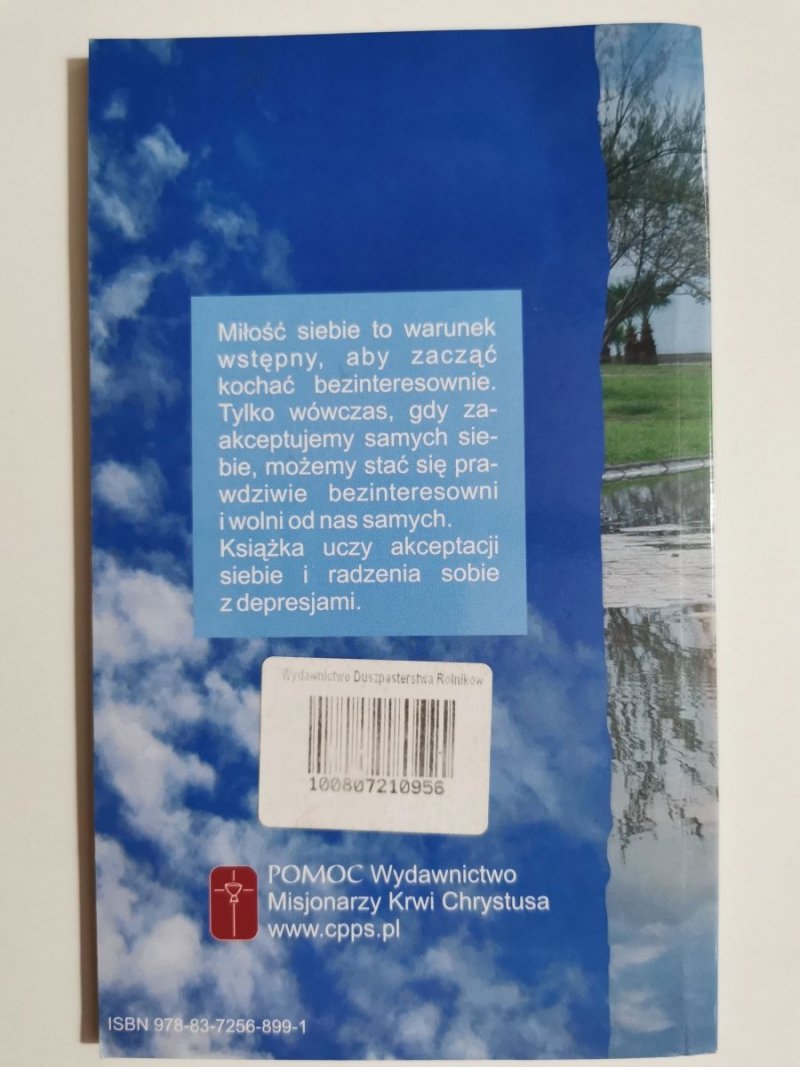 Miłość siebie to warunek
wstępny, aby zacząć
kochać bezinteresownie.
Tylko wówczas, gdy za-
akceptujemy samych sie-
bie, możemy stać się pra-
wdziwie bezinteresowni
i wolni od nas samych.
Książka uczy akceptacji
siebie i radzenia sobie
z depresjami.
Wydawnictwo Duszpasterstwa Rolnikow
100807210956
POMOC Wydawnictwo
Misjonarzy Krwi Chrystusa
www.cpps.pl
ISBN 978-83-7256-899-1